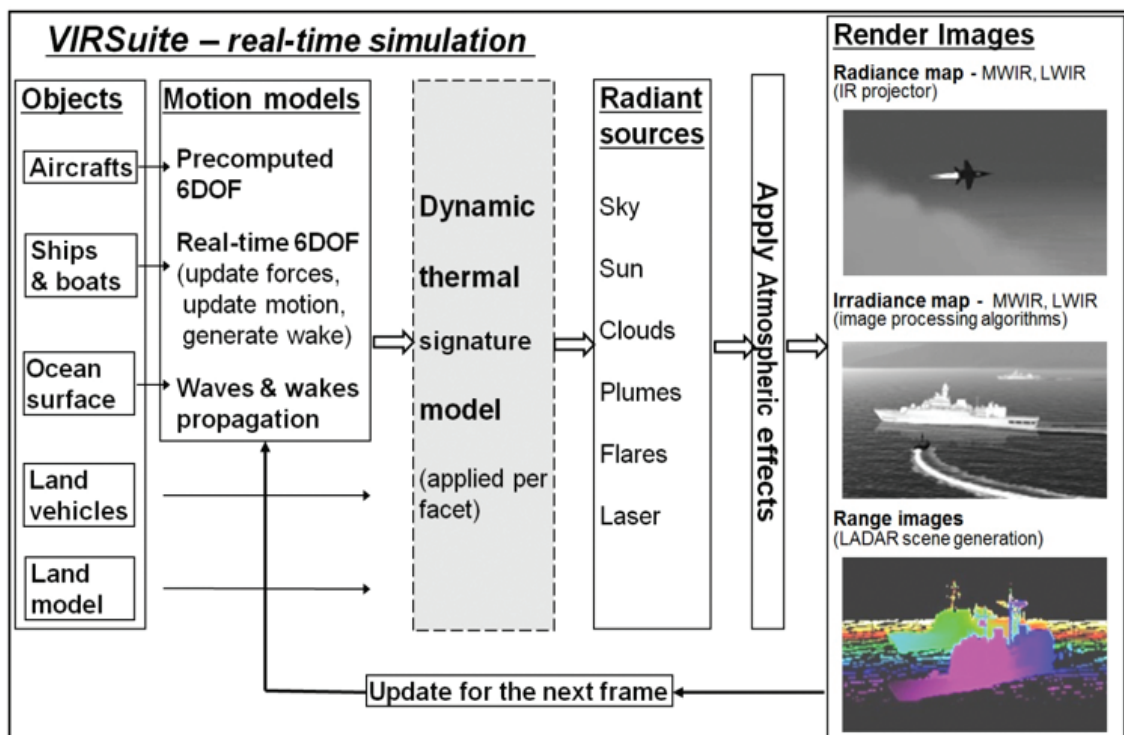 VIRSuite – real-time simulation
Objects
Aircrafts
Ships
& boats
Ocean
surface
Land
vehicles
Land
model
Motion models
Precomputed
6DOF
Real-time 6DOF
(update forces,
update motion,
generate wake)
Waves & wakes
propagation
Dynamic
thermal
signature
model
(applied per
facet)
Radiant
sources
Sky
Sun
Clouds
Plumes
Flares
Laser
Apply Atmospheric effects
Render Images
Radiance map - MWIR, LWIR
(IR projector)
Irradiance map - MWIR, LWIR
(image processing algorithms)
Range images
(LADAR scene generation)
Update for the next frame